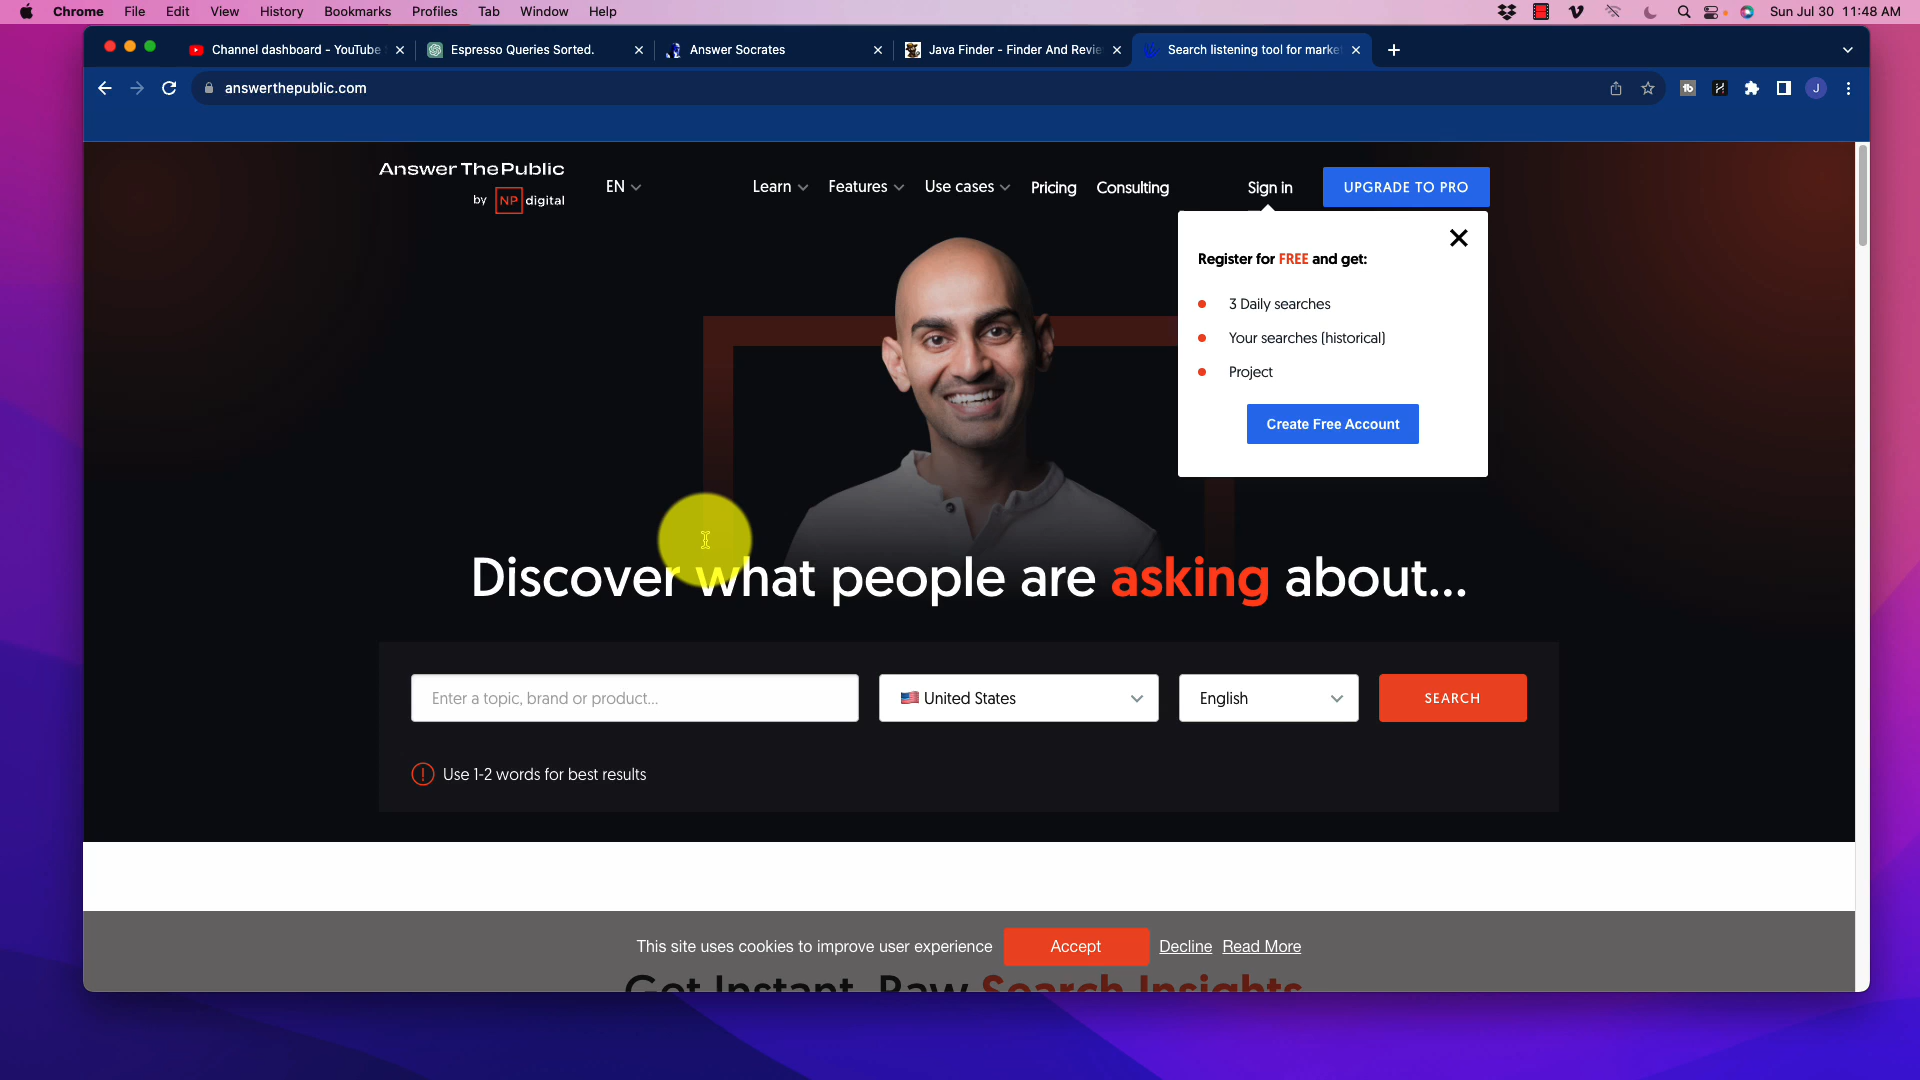 Chrome File Edit View History Bookmarks Profiles Tab Window Help Sun Jul 30 11:48 AM
Channel dashboard - YouTube Espresso Queries Sorted. Answer Socrates Java Finder - Finder And Revie Search listening tool for marke
answerthepublic.com J
Answer The Public
by NP digital
EN Learn Features Use cases Pricing Consulting Sign in UPGRADE TO PRO
Register for FREE and get:
3 Daily searches
Your searches (historical)
Project
Create Free Account
Discover what people are asking about...
Enter a topic, brand or product... United States English SEARCH
Use 1-2 words for best results
This site uses cookies to improve user experience Accept Decline Read More
Get Instant, Raw Search Insights